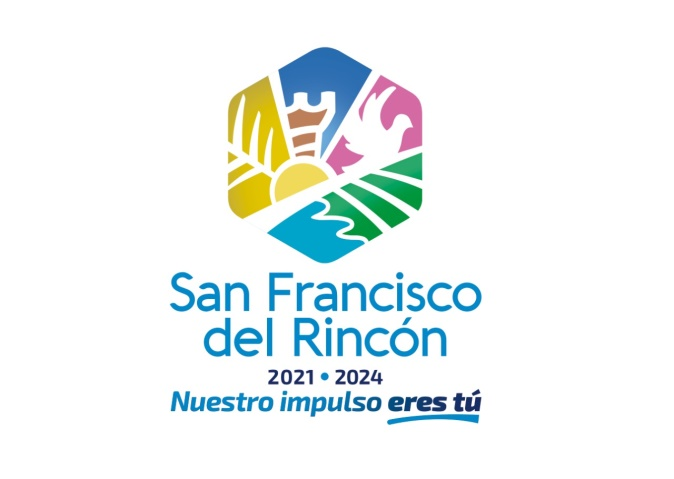 San Francisco
del Rincón
2021 • 2024
Nuestro impulso eres tú